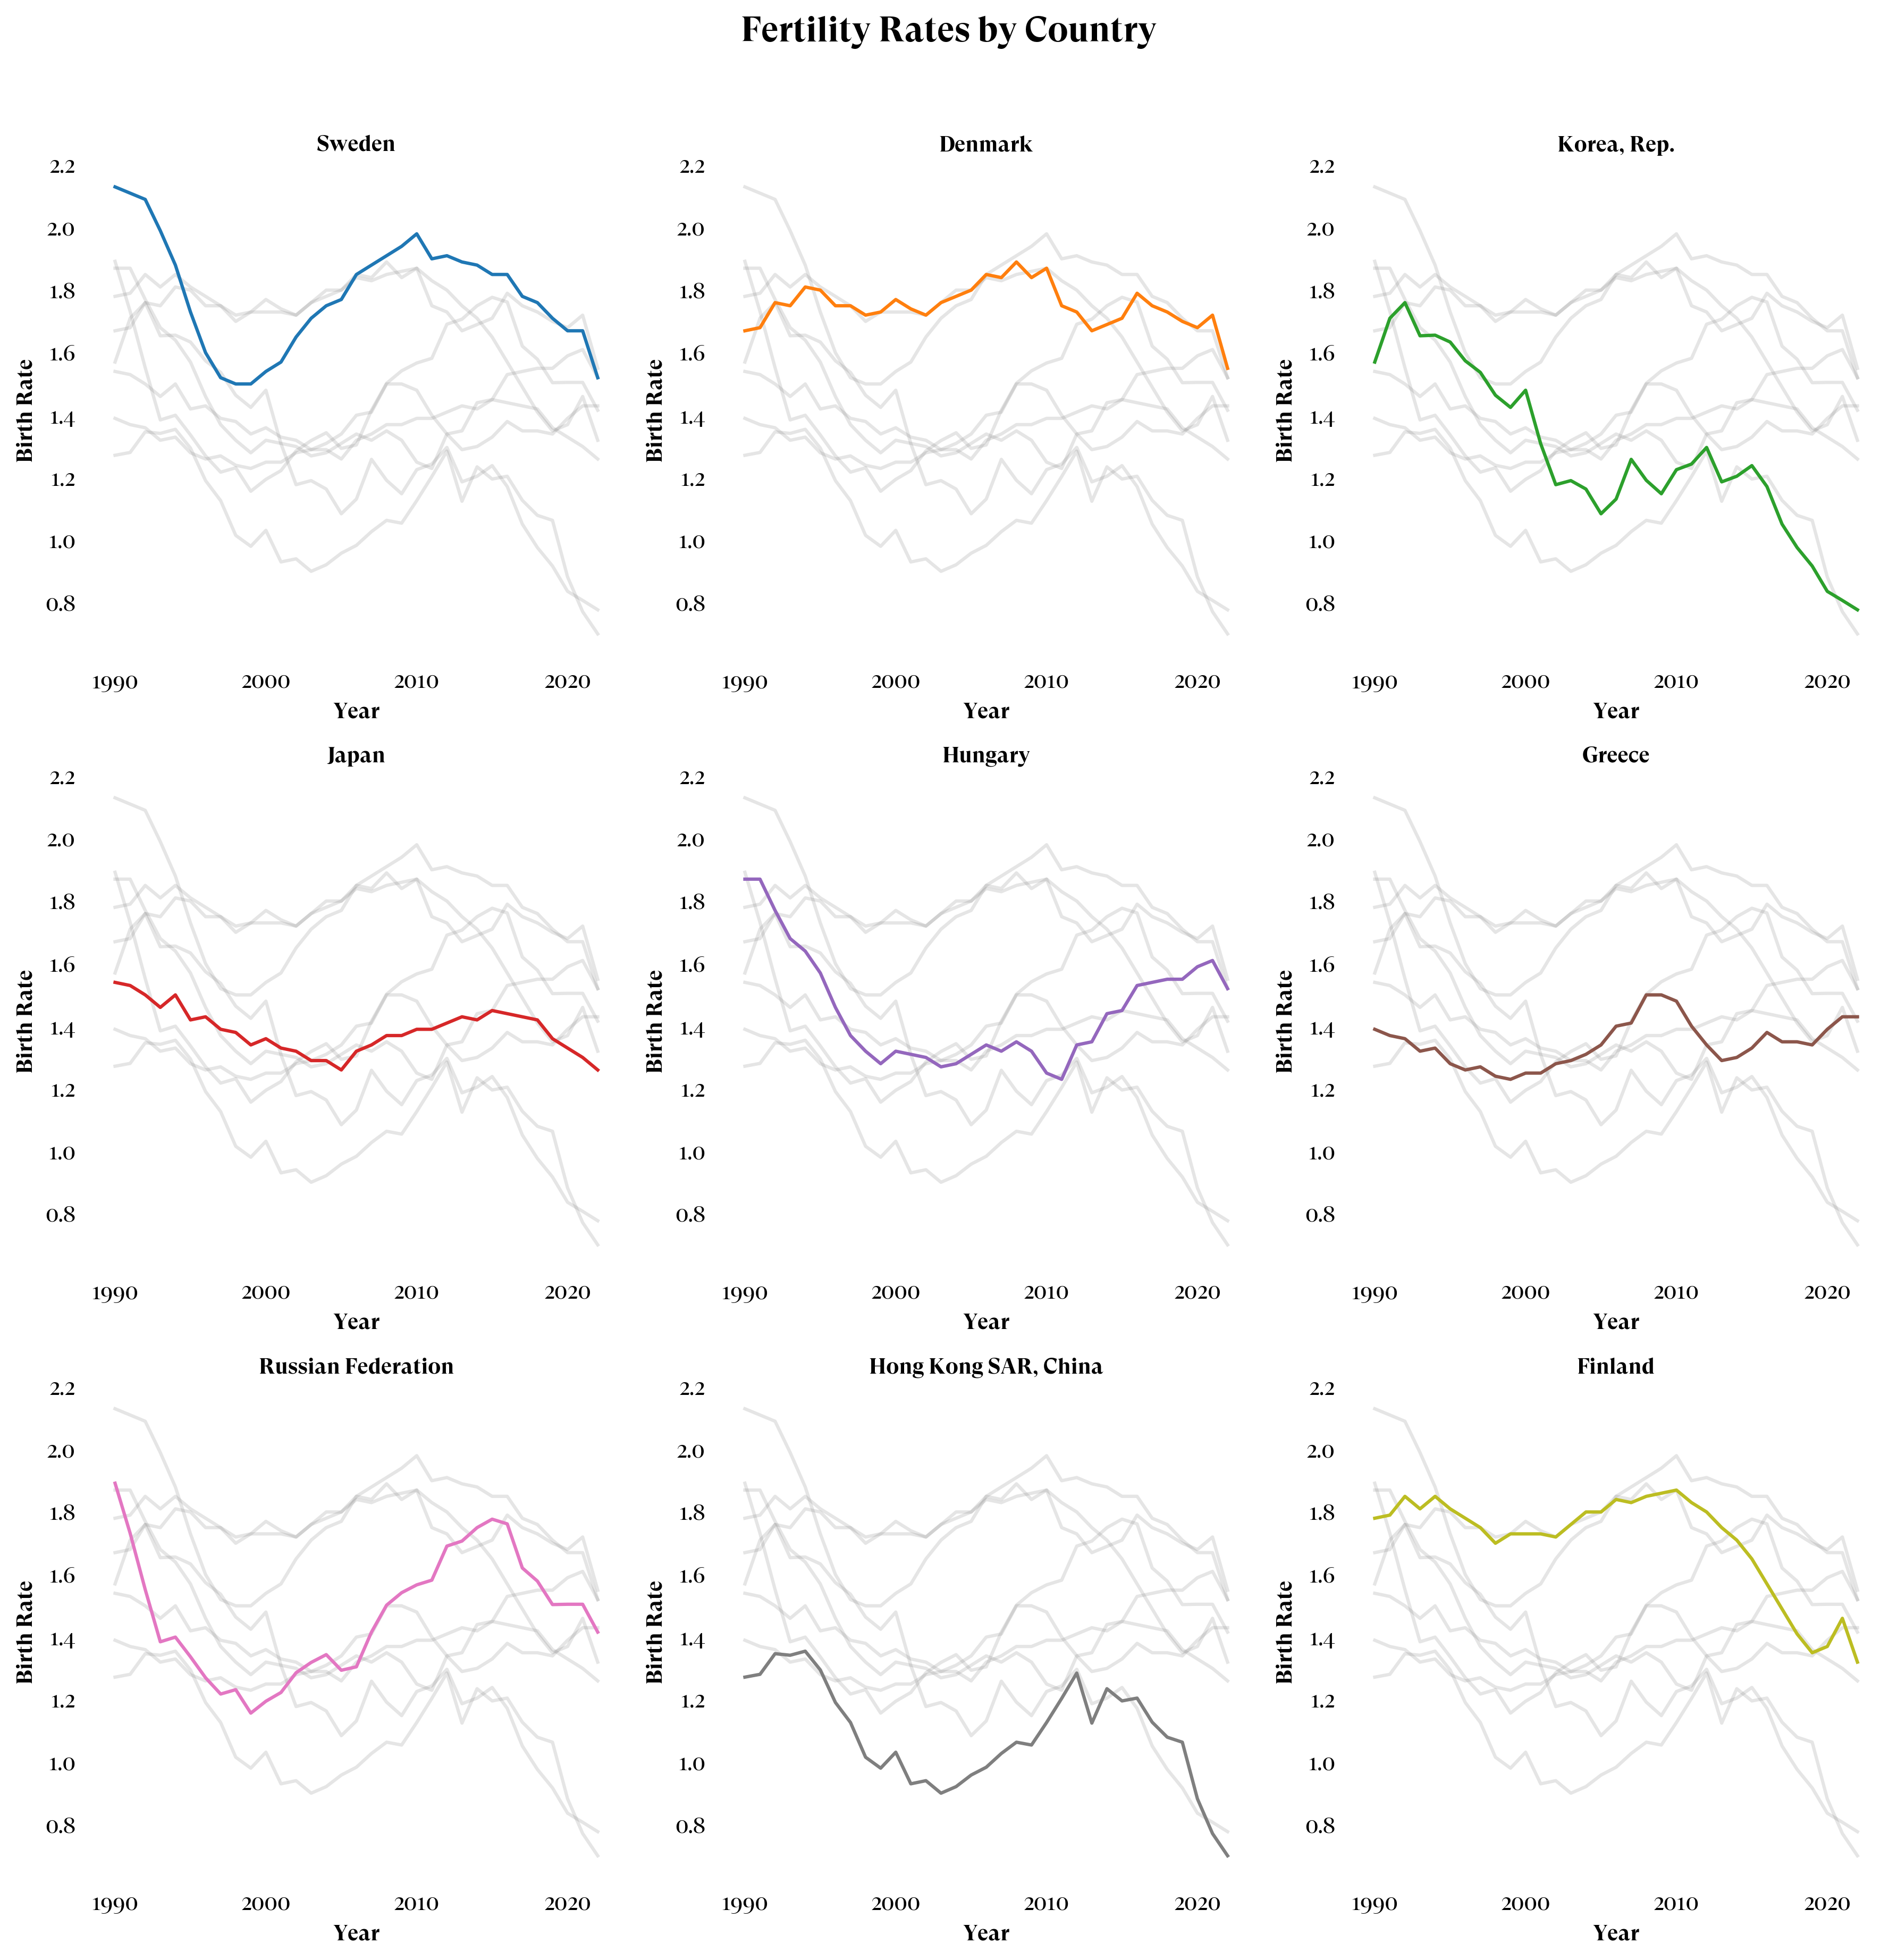 Fertility Rates by Country
Sweden
2.2
2.0
1.8
1.6
1.4
1.2
1.0
0.8
Birth Rate
1990 2000 2010 2020
Year
Denmark
2.2
2.0
1.8
1.6
1.4
1.2
1.0
0.8
Birth Rate
1990 2000 2010 2020
Year
Korea, Rep.
2.2
2.0
1.8
1.6
1.4
1.2
1.0
0.8
Birth Rate
1990 2000 2010 2020
Year
Japan
2.2
2.0
1.8
1.6
1.4
1.2
1.0
0.8
Birth Rate
1990 2000 2010 2020
Year
Hungary
2.2
2.0
1.8
1.6
1.4
1.2
1.0
0.8
Birth Rate
1990 2000 2010 2020
Year
Greece
2.2
2.0
1.8
1.6
1.4
1.2
1.0
0.8
Birth Rate
1990 2000 2010 2020
Year
Russian Federation
2.2
2.0
1.8
1.6
1.4
1.2
1.0
0.8
Birth Rate
1990 2000 2010 2020
Year
Hong Kong SAR, China
2.2
2.0
1.8
1.6
1.4
1.2
1.0
0.8
Birth Rate
1990 2000 2010 2020
Year
Finland
2.2
2.0
1.8
1.6
1.4
1.2
1.0
0.8
Birth Rate
1990 2000 2010 2020
Year